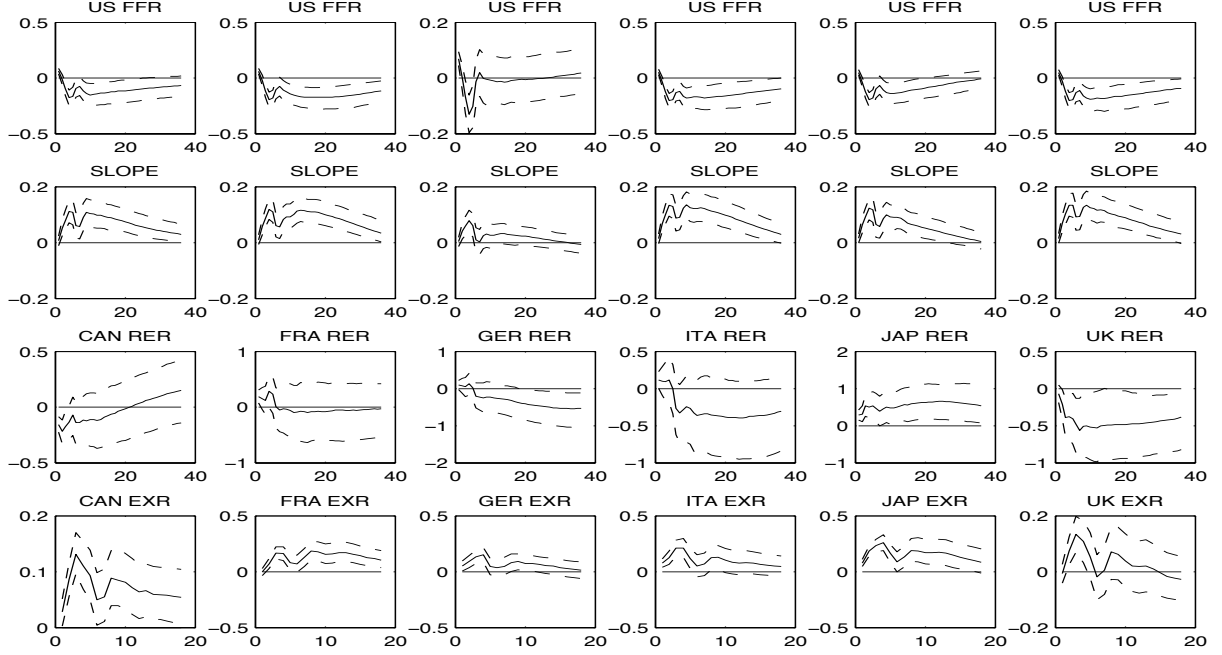 US FFR US FFR US FFR US FFR US FFR US FFR
0.5 0.5 0.2 0.5 0.5 0.5
0 0 0 0 0 0
−0.5 −0.5 −0.2 −0.5 −0.5 −0.5
0 20 40 0 20 40 0 20 40 0 20 40 0 20 40 0 20 40
SLOPE SLOPE SLOPE SLOPE SLOPE SLOPE
0.2 0.2 0.2 0.2 0.2 0.2
0 0 0 0 0 0
−0.2 −0.2 −0.2 −0.2 −0.2 −0.2
0 20 40 0 20 40 0 20 40 0 20 40 0 20 40 0 20 40
CAN RER FRA RER GER RER ITA RER JAP RER UK RER
0.5 1 1 0.5 2 0.5
0 0 0 0 1 0
−1 −0.5 0 −0.5
−0.5 −1 −2 −1 −1 −1
0 20 40 0 20 40 0 20 40 0 20 40 0 20 40 0 20 40
CAN EXR FRA EXR GER EXR ITA EXR JAP EXR UK EXR
0.2 0.5 0.5 0.5 0.5 0.2
0.1 0 0 0 0 0
0 −0.5 −0.5 −0.5 −0.5 −0.2
0 10 20 0 10 20 0 10 20 0 10 20 0 10 20 0 10 20